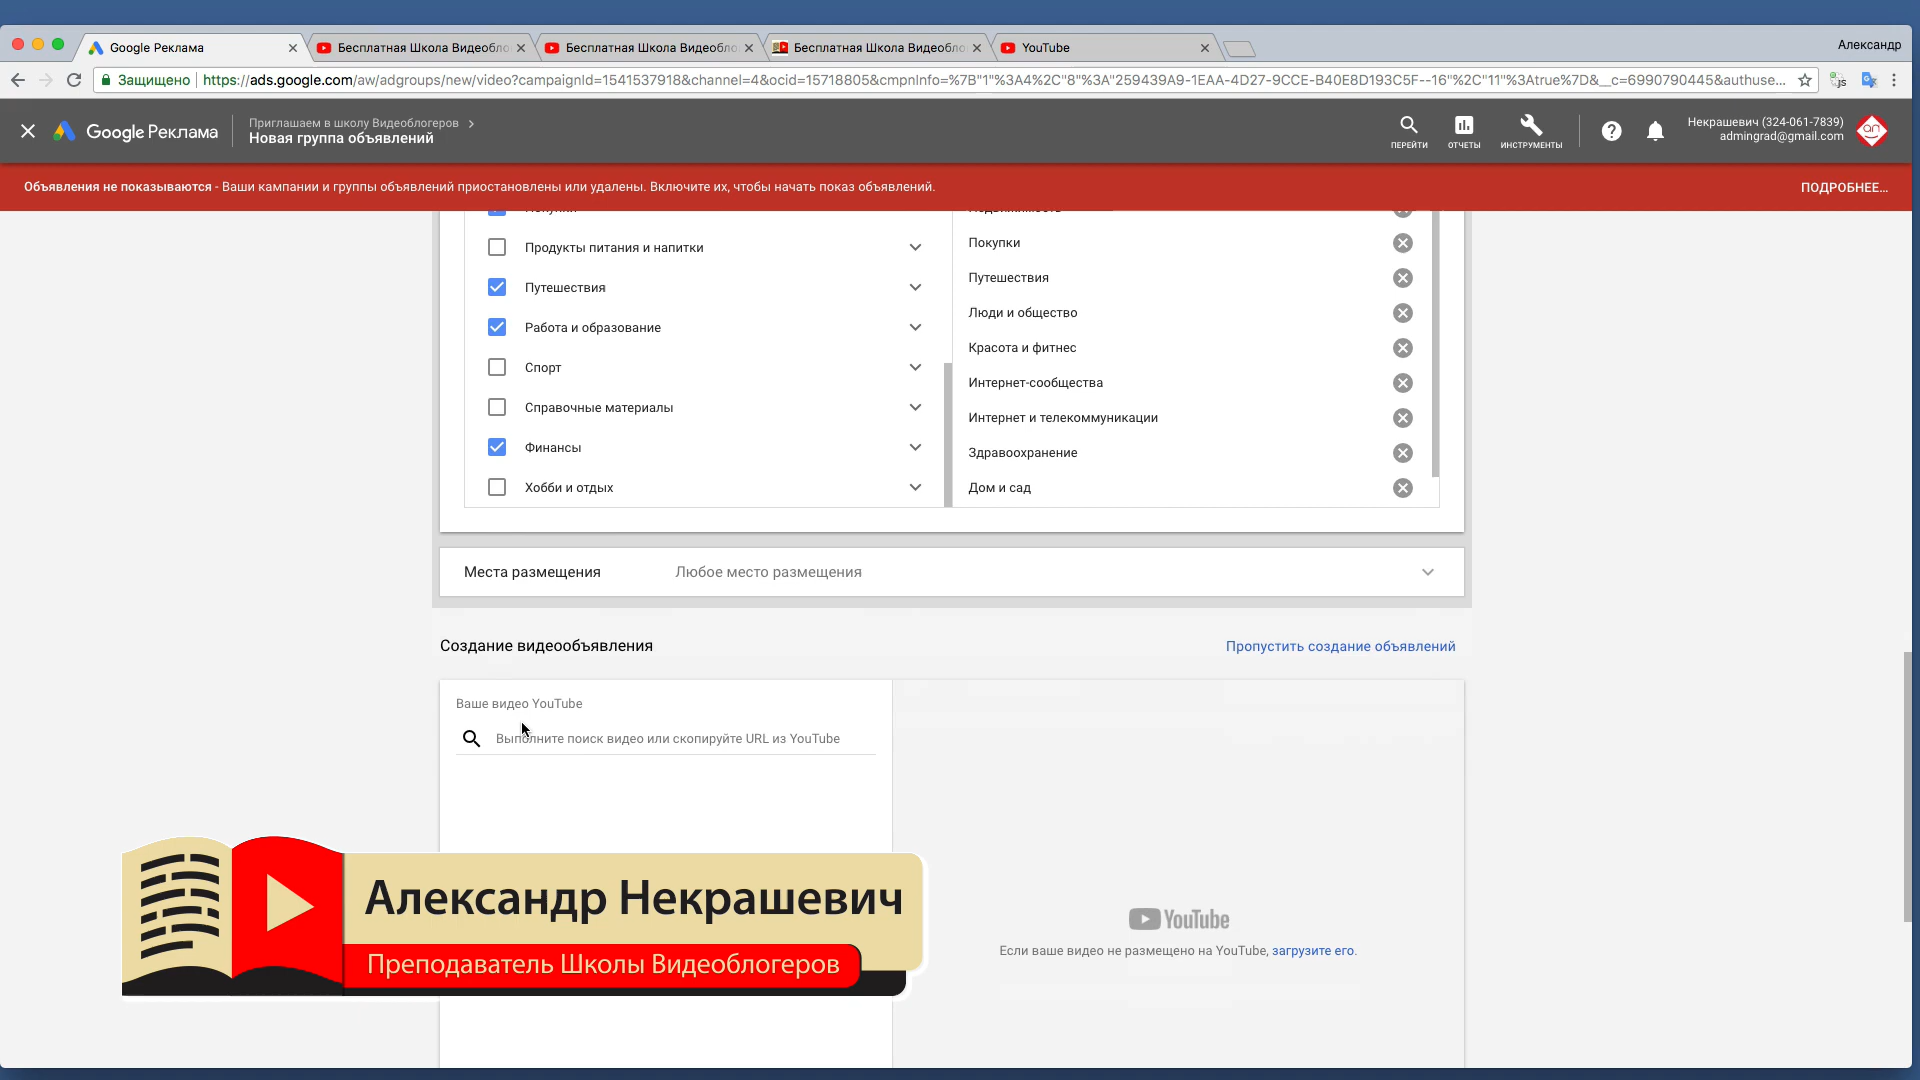 Google Реклама
Бесплатная Школа Видеобло
Бесплатная Школа Видеобло
Бесплатная Школа Видеобло
YouTube
Александр
Защищено
https://ads.google.com/aw/adgroups/new/video?campaignId=1541537918&channel=4&ocid=15718805&cmpnInfo=%7B"1"%3A4%2C"8"%3A"259439A9-1EAA-4D27-9CCE-B40E8D193C5F--16"%2C"11"%3Atrue%7D&__c=6990790445&authuse...
Google Реклама
Приглашаем в школу Видеоблогеров
Новая группа объявлений
ПЕРЕЙТИ
ОТЧЕТЫ
ИНСТРУМЕНТЫ
Некрашевич (324-061-7839)
admingrad@gmail.com
Объявления не показываются - Ваши кампании и группы объявлений приостановлены или удалены. Включите их, чтобы начать показ объявлений.
ПОДРОБНЕЕ...
Продукты питания и напитки
Путешествия
Работа и образование
Спорт
Справочные материалы
Финансы
Хобби и отдых
Покупки
Путешествия
Люди и общество
Красота и фитнес
Интернет-сообщества
Интернет и телекоммуникации
Здравоохранение
Дом и сад
Места размещения
Любое место размещения
Создание видеообъявления
Пропустить создание объявлений
Ваше видео YouTube
Выполните поиск видео или скопируйте URL из YouTube
YouTube
Если ваше видео не размещено на YouTube, загрузите его.
Александр Некрашевич
Преподаватель Школы Видеоблогеров